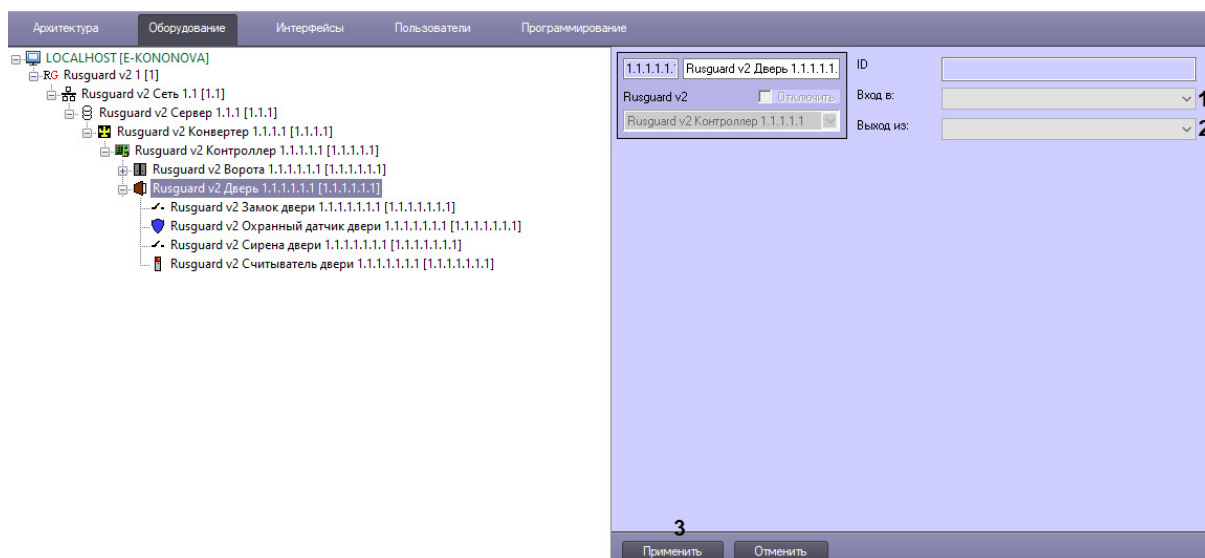 Архитектура Оборудование Интерфейсы Пользователи Программирование
LOCALHOST [E-KONONOVA]
RG Rusguard v2 1 [1]
Rusguard v2 Сеть 1.1 [1.1]
Rusguard v2 Сервер 1.1.1 [1.1.1]
Rusguard v2 Конвертер 1.1.1.1 [1.1.1.1]
Rusguard v2 Контроллер 1.1.1.1.1 [1.1.1.1.1]
Rusguard v2 Ворота 1.1.1.1.1.1 [1.1.1.1.1.1]
Rusguard v2 Дверь 1.1.1.1.1.1 [1.1.1.1.1.1]
Rusguard v2 Замок двери 1.1.1.1.1.1.1 [1.1.1.1.1.1.1]
Rusguard v2 Охранный датчик двери 1.1.1.1.1.1.1 [1.1.1.1.1.1.1]
Rusguard v2 Сирена двери 1.1.1.1.1.1.1 [1.1.1.1.1.1.1]
Rusguard v2 Считыватель двери 1.1.1.1.1.1.1 [1.1.1.1.1.1.1]
1.1.1.1.1. Rusguard v2 Дверь 1.1.1.1.1.
Rusguard v2 Отключить
Rusguard v2 Контроллер 1.1.1.1.1
ID
Вход в: 1
Выход из: 2
3
Применить Отменить